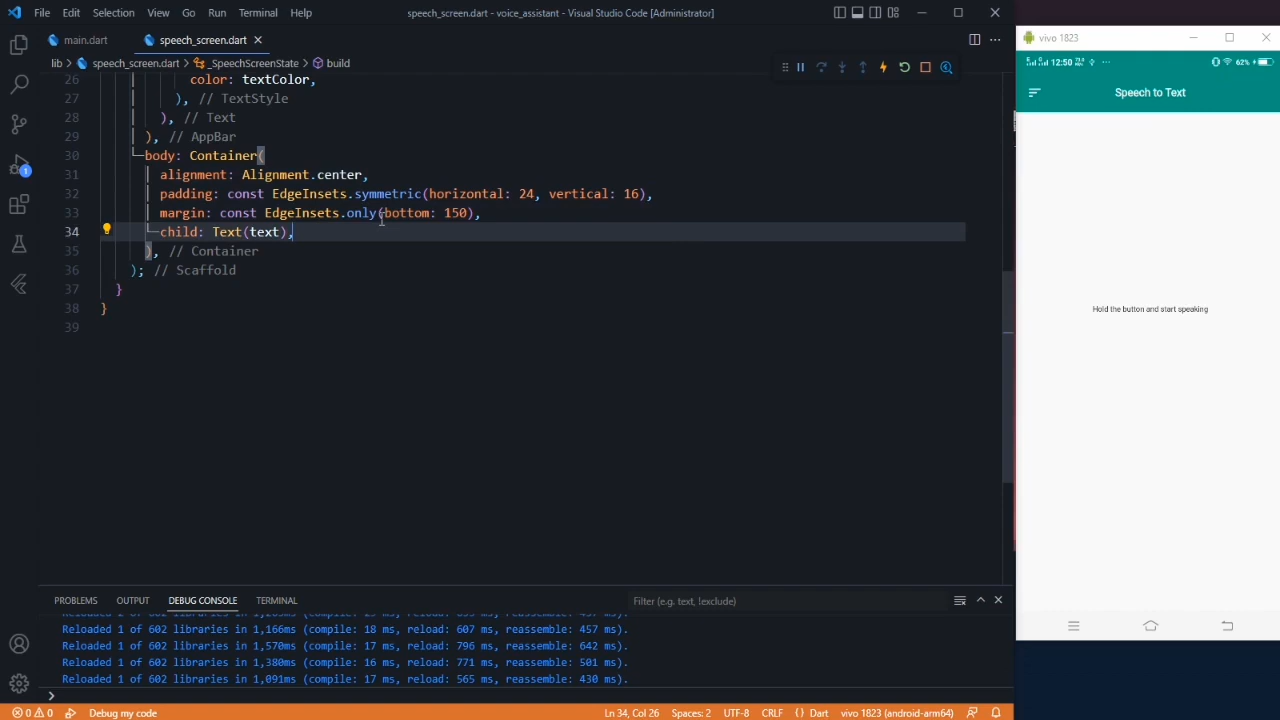 File Edit Selection View Go Run Terminal Help
speech_screen.dart - voice_assistant - Visual Studio Code [Administrator]
main.dart
speech_screen.dart
lib > speech_screen.dart > _SpeechScreenState > build
26 color: textColor,
27 ), // TextStyle
28 ), // Text
29 ), // AppBar
30 body: Container(
31 alignment: Alignment.center,
32 padding: const EdgeInsets.symmetric(horizontal: 24, vertical: 16),
33 margin: const EdgeInsets.only(bottom: 150),
34 child: Text(text),
35 ), // Container
36 ); // Scaffold
37 }
38 }
39
PROBLEMS OUTPUT DEBUG CONSOLE TERMINAL
Filter (e.g. text, !exclude)
Reloaded 1 of 602 libraries in
Reloaded 1 of 602 libraries in 1,166ms (compile: 18 ms, reload: 607 ms, reassemble: 457 ms).
Reloaded 1 of 602 libraries in 1,570ms (compile: 17 ms, reload: 796 ms, reassemble: 642 ms).
Reloaded 1 of 602 libraries in 1,380ms (compile: 16 ms, reload: 771 ms, reassemble: 501 ms).
Reloaded 1 of 602 libraries in 1,091ms (compile: 17 ms, reload: 565 ms, reassemble: 430 ms).
>
0 0 Debug my code
Ln 34, Col 26 Spaces: 2 UTF-8 CRLF { } Dart vivo 1823 (android-arm64)
1
vivo 1823
12:50
62%
Speech to Text
Hold the button and start speaking